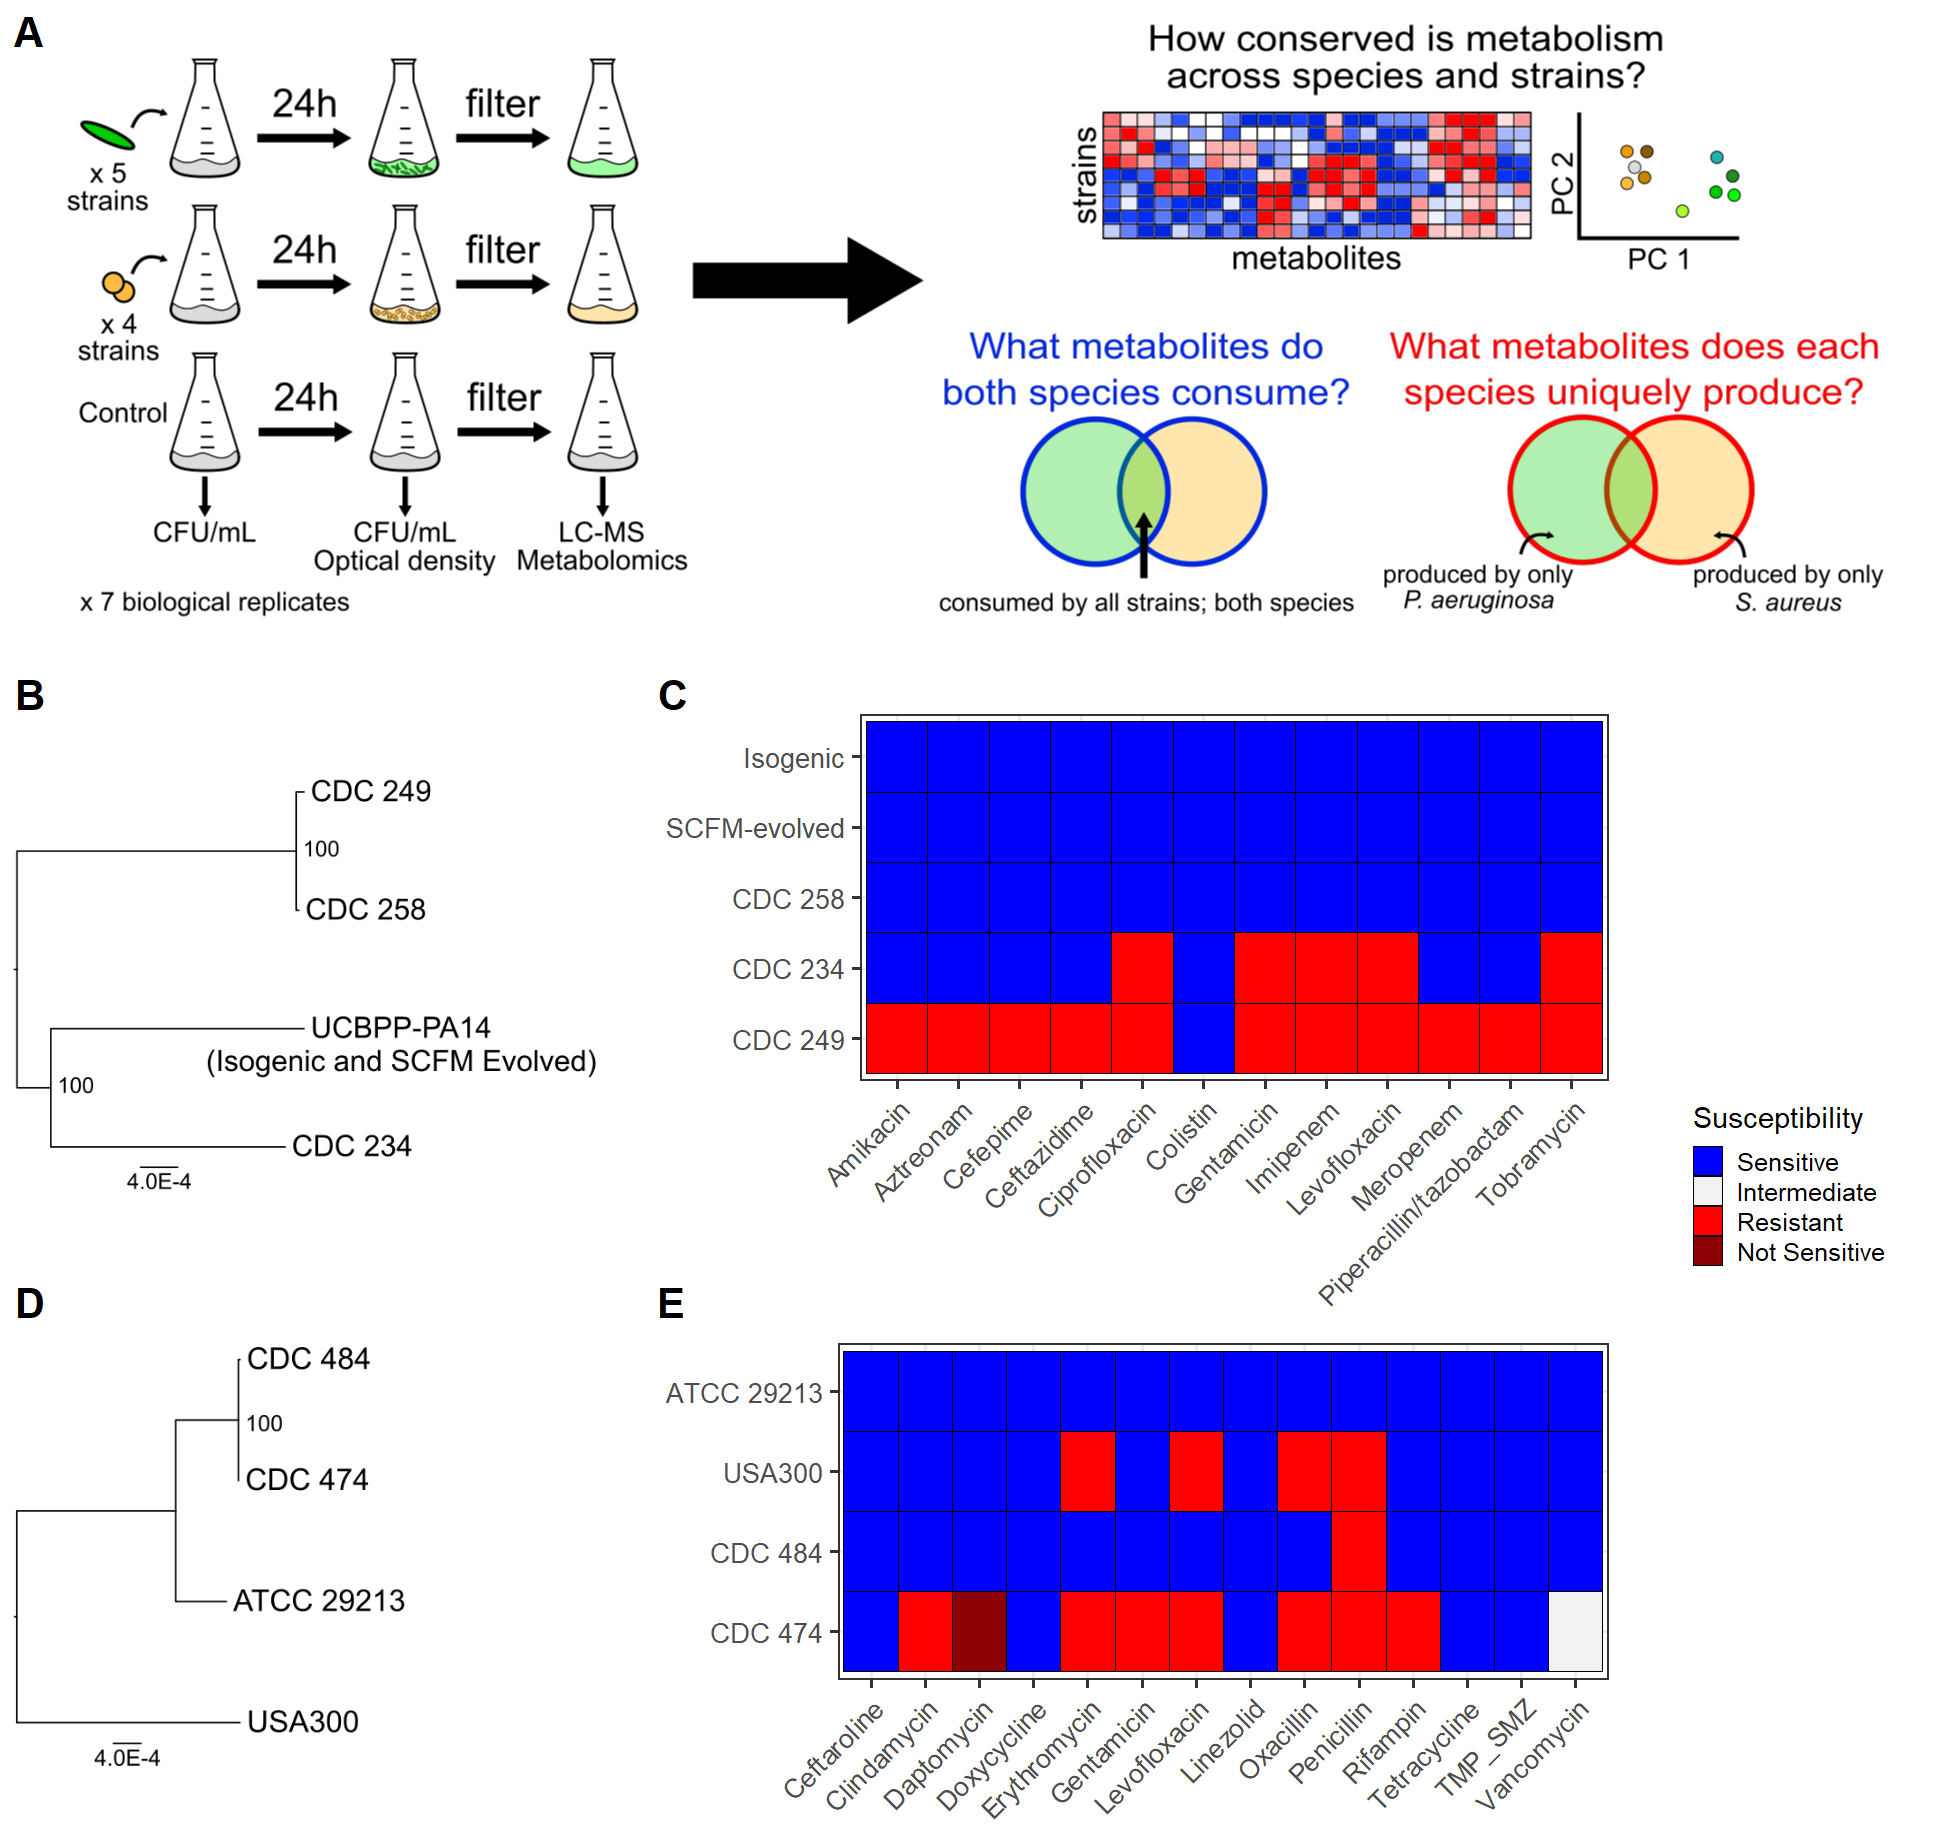 A
24h
filter
x 5
strains
24h
filter
x 4
strains
Control
24h
filter
CFU/mL
CFU/mL
Optical density
LC-MS
Metabolomics
x 7 biological replicates
How conserved is metabolism
across species and strains?
strains
metabolites
PC 2
PC 1
What metabolites do
both species consume?
consumed by all strains; both species
What metabolites does each
species uniquely produce?
produced by only
P. aeruginosa
produced by only
S. aureus
B
CDC 249
100
CDC 258
UCBPP-PA14
(Isogenic and SCFM Evolved)
100
CDC 234
4.0E-4
C
Isogenic
SCFM-evolved
CDC 258
CDC 234
CDC 249
Amikacin
Aztreonam
Cefepime
Ceftazidime
Ciprofloxacin
Colistin
Gentamicin
Imipenem
Levofloxacin
Meropenem
Piperacillin/tazobactam
Tobramycin
Susceptibility
Sensitive
Intermediate
Resistant
Not Sensitive
D
CDC 484
100
CDC 474
ATCC 29213
USA300
4.0E-4
E
ATCC 29213
USA300
CDC 484
CDC 474
Ceftaroline
Clindamycin
Daptomycin
Doxycycline
Erythromycin
Gentamicin
Levofloxacin
Linezolid
Oxacillin
Penicillin
Rifampin
Tetracycline
TMP_SMZ
Vancomycin